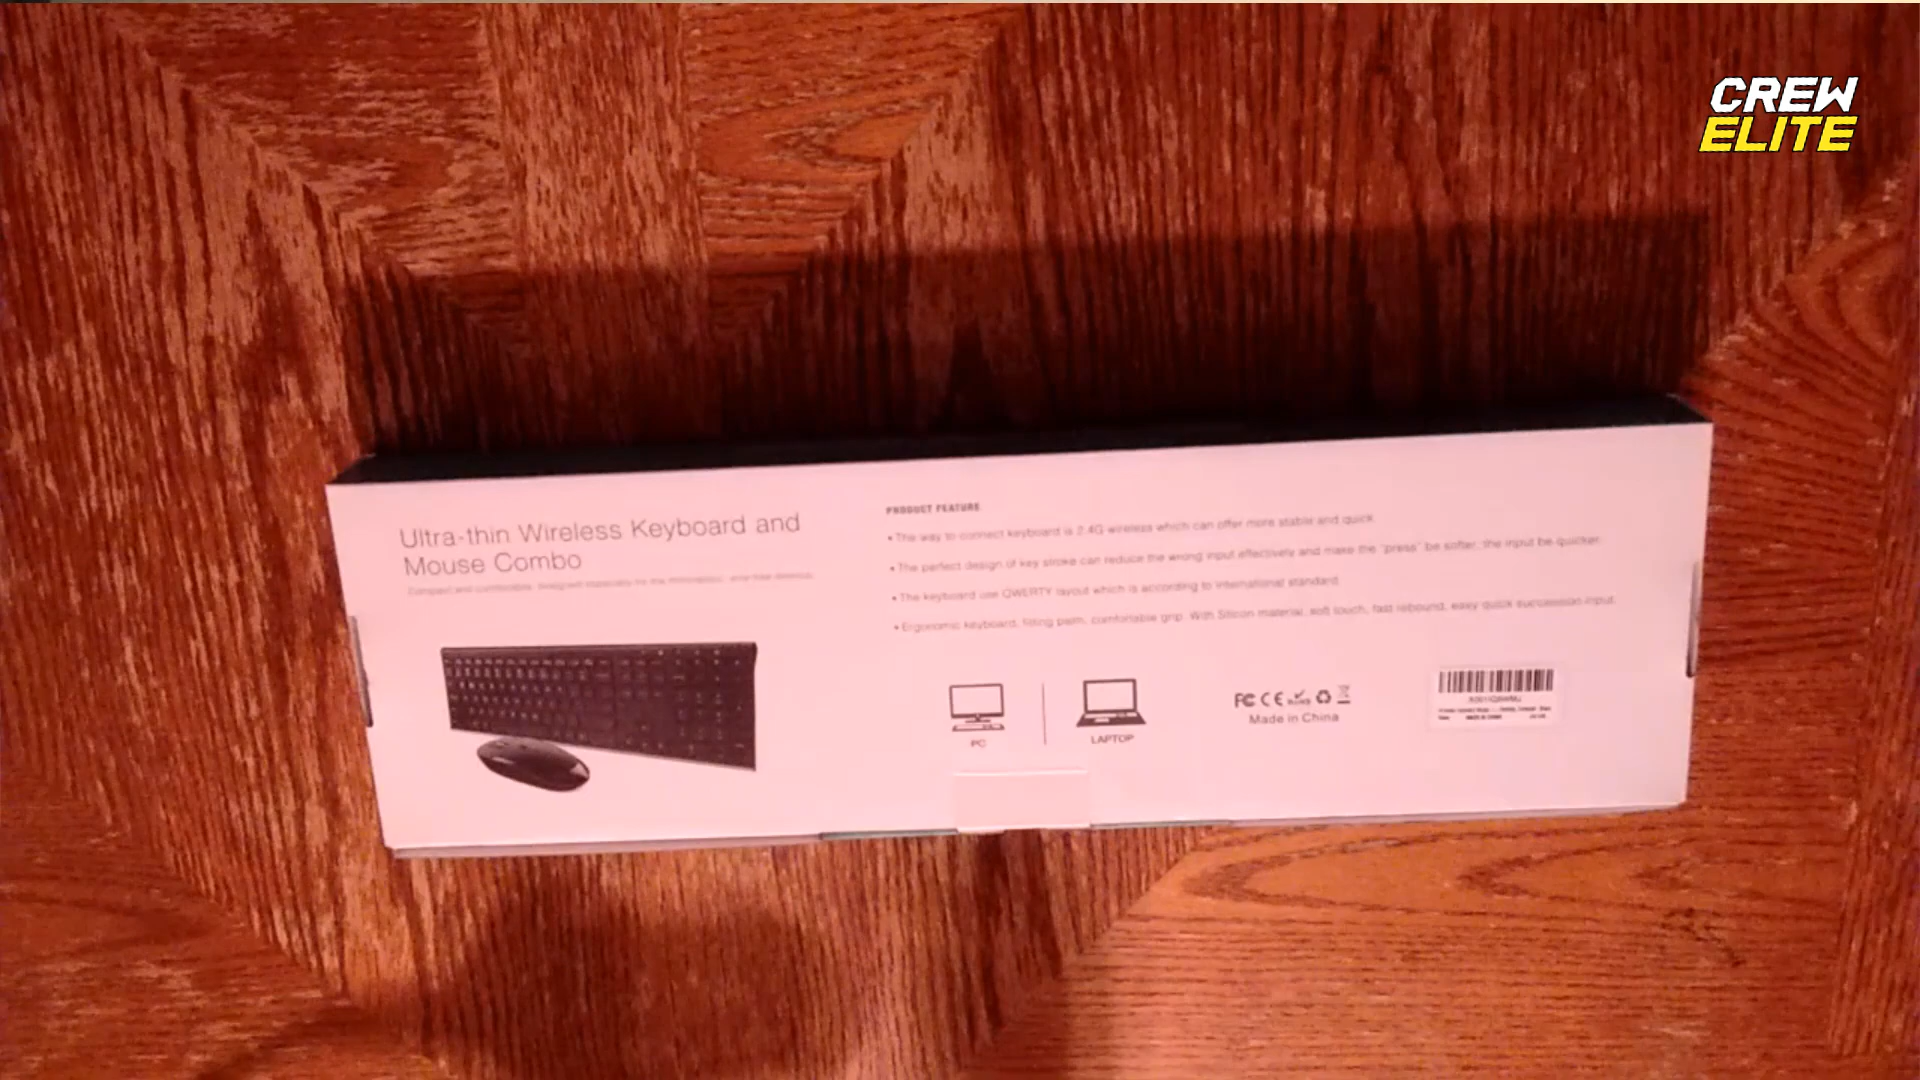 CREW
ELITE
Ultra-thin Wireless Keyboard and
Mouse Combo
PRODUCT FEATURE
• The way to connect keyboard is 2.4G wireless which can offer more stable and quick.
• The perfect design of key stroke can reduce the wrong input effectively and make the "press" be softer, the input be quicker.
• The keyboard use QWERTY layout which is according to international standard.
• Ergonomic keyboard, comfortable grip. With Silicon material, soft touch, fast rebound, easy quick succession input.
PC
LAPTOP
FC CE RoHS
Made in China